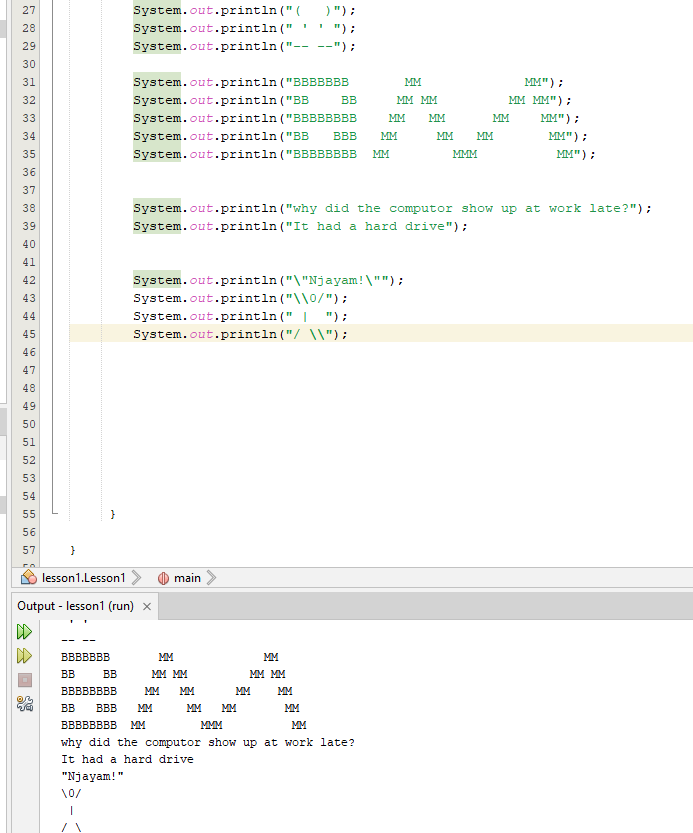 27 System.out.println("(   )");
28 System.out.println(" ' ' ");
29 System.out.println("-- --");
30
31 System.out.println("BBBBBBB       MM             MM");
32 System.out.println("BB    BB     MM MM         MM MM");
33 System.out.println("BBBBBBBB    MM   MM      MM    MM");
34 System.out.println("BB   BBB   MM     MM   MM       MM");
35 System.out.println("BBBBBBBB  MM        MMM          MM");
36
37
38 System.out.println("why did the computor show up at work late?");
39 System.out.println("It had a hard drive");
40
41
42 System.out.println("\"Njayam!\"");
43 System.out.println("\\0/");
44 System.out.println(" |  ");
45 System.out.println("/ \\");
46
47
48
49
50
51
52
53
54
55 }
56
57 }
lesson1.Lesson1 main
Output - lesson1 (run) ×
-- --
BBBBBBB       MM             MM
BB    BB     MM MM         MM MM
BBBBBBBB    MM   MM      MM    MM
BB   BBB   MM     MM   MM       MM
BBBBBBBB  MM        MMM          MM
why did the computor show up at work late?
It had a hard drive
"Njayam!"
\0/
 |
/ \